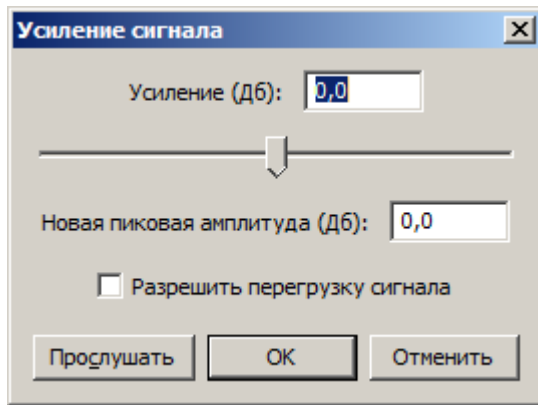 Усиление сигнала
Усиление (Дб): 0,0
Новая пиковая амплитуда (Дб): 0,0
Разрешить перегрузку сигнала
Прослушать OK Отменить